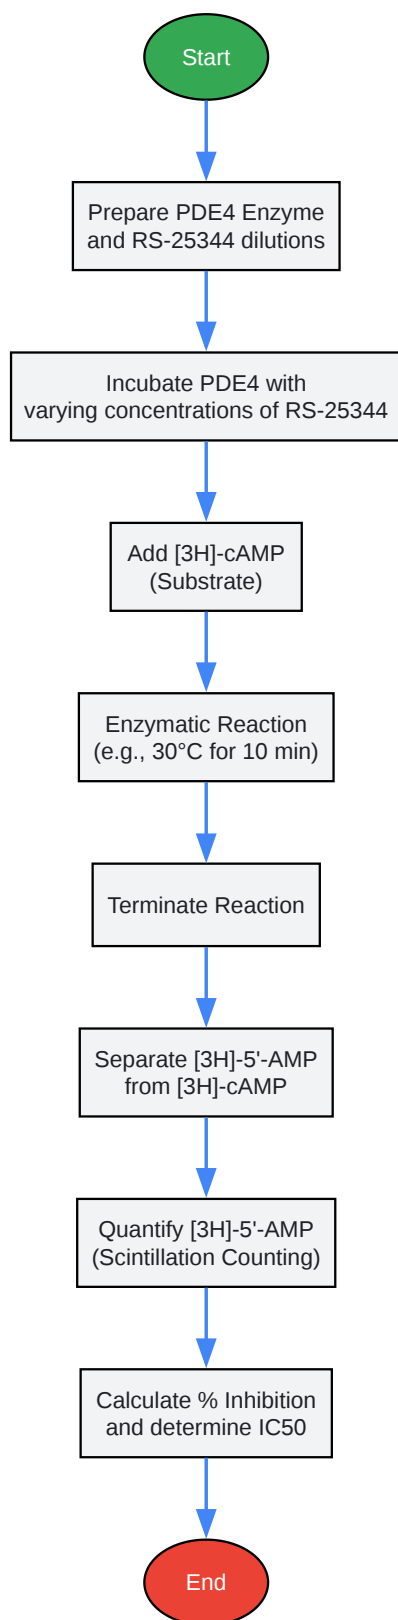 Start
Prepare PDE4 Enzyme
and RS-25344 dilutions
Incubate PDE4 with
varying concentrations of RS-25344
Add [3H]-cAMP
(Substrate)
Enzymatic Reaction
(e.g., 30°C for 10 min)
Terminate Reaction
Separate [3H]-5'-AMP
from [3H]-cAMP
Quantify [3H]-5'-AMP
(Scintillation Counting)
Calculate % Inhibition
and determine IC50
End